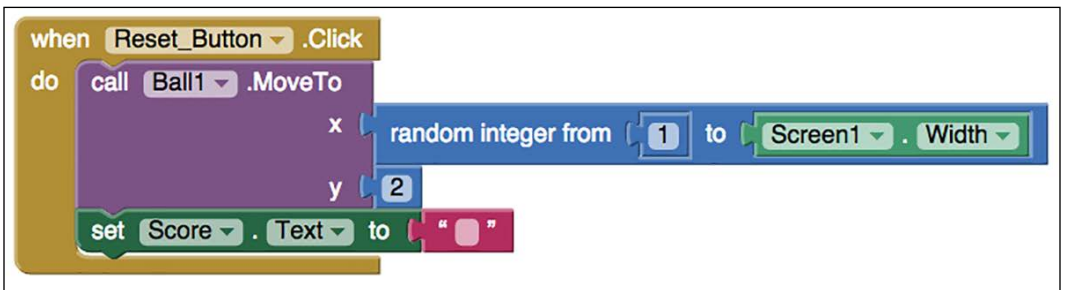 when Reset_Button .Click
do call Ball1 .MoveTo
x random integer from 1 to Screen1 . Width
y 2
set Score . Text to “ ”